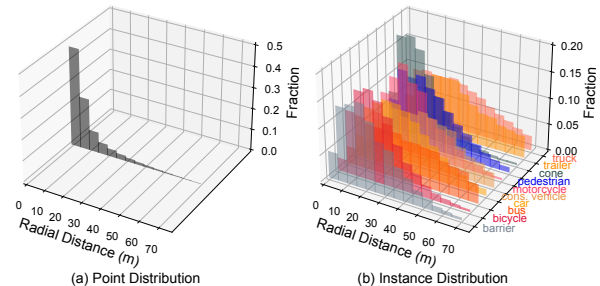 0.5
0.4
0.3
0.2
0.1
0.0
Fraction
0
10
20
30
40
50
60
70
Radial Distance (m)
(a) Point Distribution
0.20
0.15
0.10
0.05
0.00
Fraction
truck
trailer
cone
pedestrian
motorcycle
cons. vehicle
car
bus
bicycle
barrier
0
10
20
30
40
50
60
70
Radial Distance (m)
(b) Instance Distribution